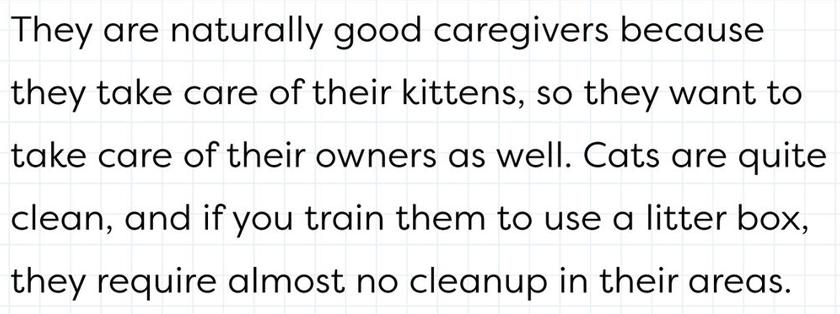 They are naturally good caregivers because
they take care of their kittens, so they want to
take care of their owners as well. Cats are quite
clean, and if you train them to use a litter box,
they require almost no cleanup in their areas.